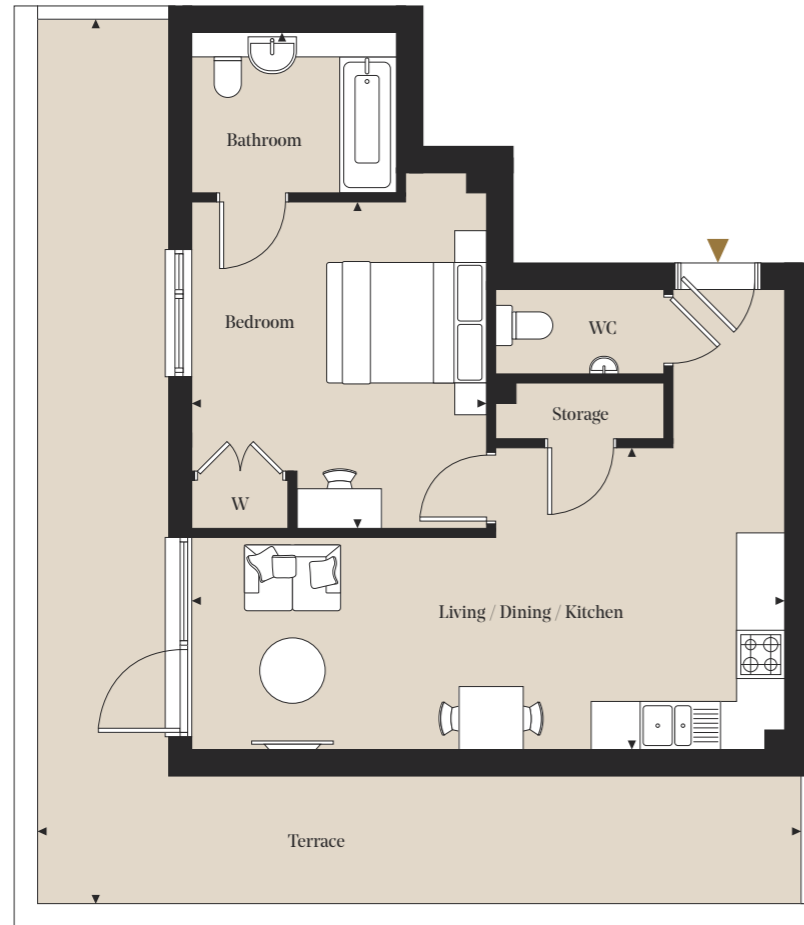 Bathroom
Bedroom
WC
Storage
W
Living / Dining / Kitchen
Terrace